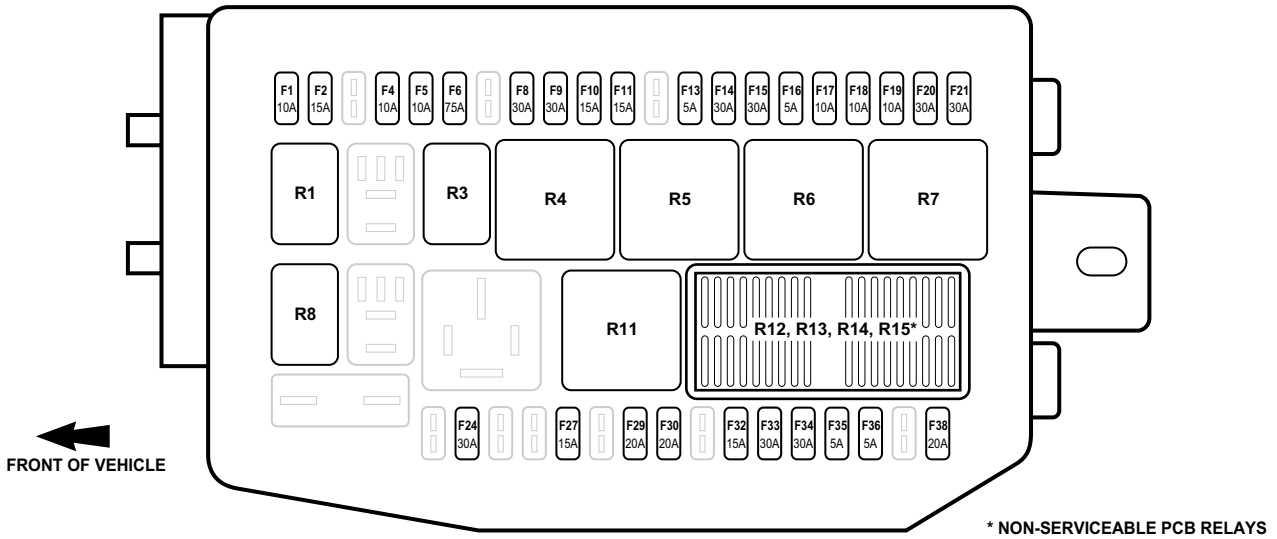 F1 F2 F4 F5 F6 F8 F9 F10 F11 F13 F14 F15 F16 F17 F18 F19 F20 F21
10A 15A 10A 10A 75A 30A 30A 15A 15A 5A 30A 30A 5A 10A 10A 10A 30A 30A
R1 R3 R4 R5 R6 R7
R8 R11 R12, R13, R14, R15*
F24 F27 F29 F30 F32 F33 F34 F35 F36 F38
30A 15A 20A 20A 15A 30A 30A 5A 5A 20A
FRONT OF VEHICLE
* NON-SERVICEABLE PCB RELAYS